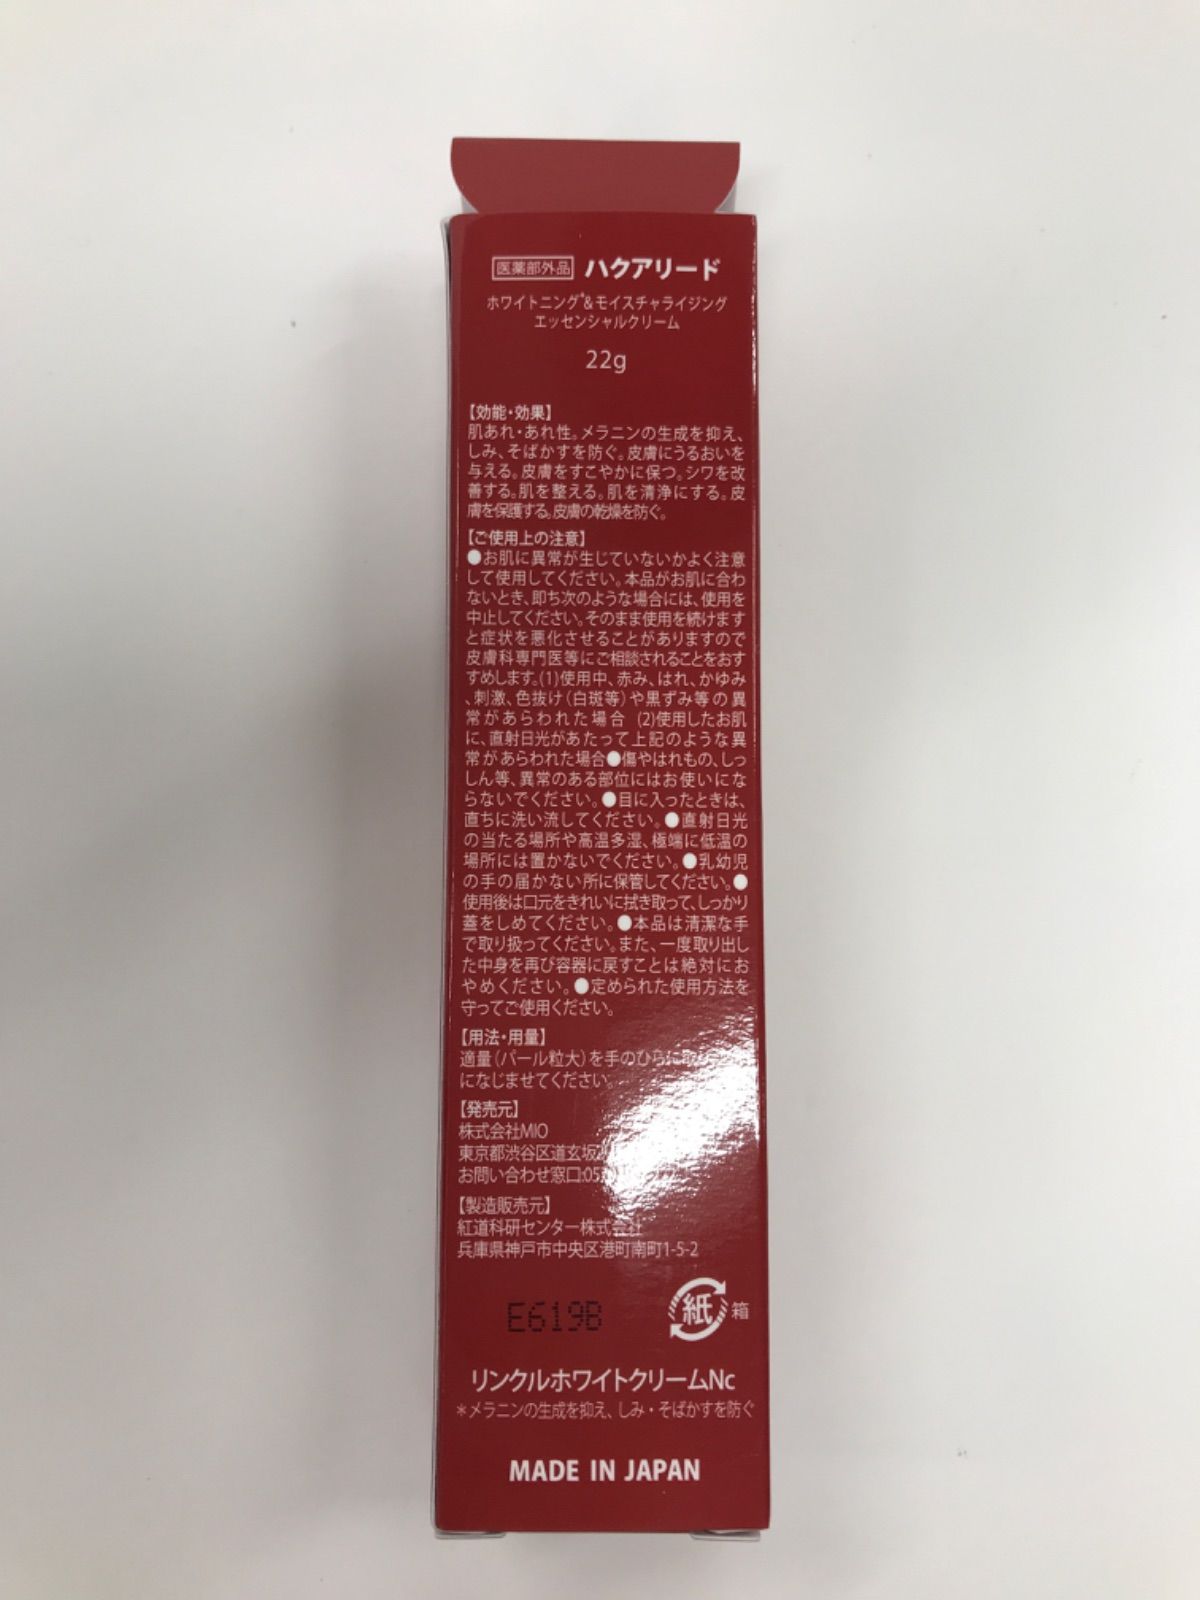 医薬部外品 ハクアリード
ホワイトニング*&モイスチャライジング
エッセンシャルクリーム
22g
【効能・効果】
肌あれ・あれ性。メラニンの生成を抑え、
しみ、そばかすを防ぐ。皮膚にうるおいを
与える。皮膚をすこやかに保つ。シワを改
善する。肌を整える。肌を清浄にする。皮
膚を保護する。皮膚の乾燥を防ぐ。
【ご使用上の注意】
●お肌に異常が生じていないかよく注意
して使用してください。本品がお肌に合わ
ないとき、即ち次のような場合には、使用を
中止してください。そのまま使用を続けます
と症状を悪化させることがありますので
皮膚科専門医等にご相談されることをおす
すめします。(1)使用中、赤み、はれ、かゆみ
、刺激、色抜け(白斑等)や黒ずみ等の異
常があらわれた場合 (2)使用したお肌
に、直射日光があたって上記のような異
常があらわれた場合●傷やはれもの、しっ
しん等、異常のある部位にはお使いにな
らないでください。●目に入ったときは、
直ちに洗い流してください。●直射日光
の当たる場所や高温多湿、極端に低温の
場所には置かないでください。●乳幼児
の手の届かない所に保管してください。●
使用後は口元をきれいに拭き取って、しっかり
蓋をしめてください。●本品は清潔な手
で取り扱ってください。また、一度取り出し
た中身を再び容器に戻すことは絶対にお
やめください。●定められた使用方法を
守ってご使用ください。
【用法・用量】
適量(パール粒大)を手のひらに取
になじませてください。
【発売元】
株式会社MIO
東京都渋谷区道玄坂
お問い合わせ窓口:05
【製造販売元】
紅道科研センター株式会社
兵庫県神戸市中央区港町南町1-5-2
E619B
紙 箱
リンクルホワイトクリームNc
*メラニンの生成を抑え、しみ・そばかすを防ぐ
MADE IN JAPAN